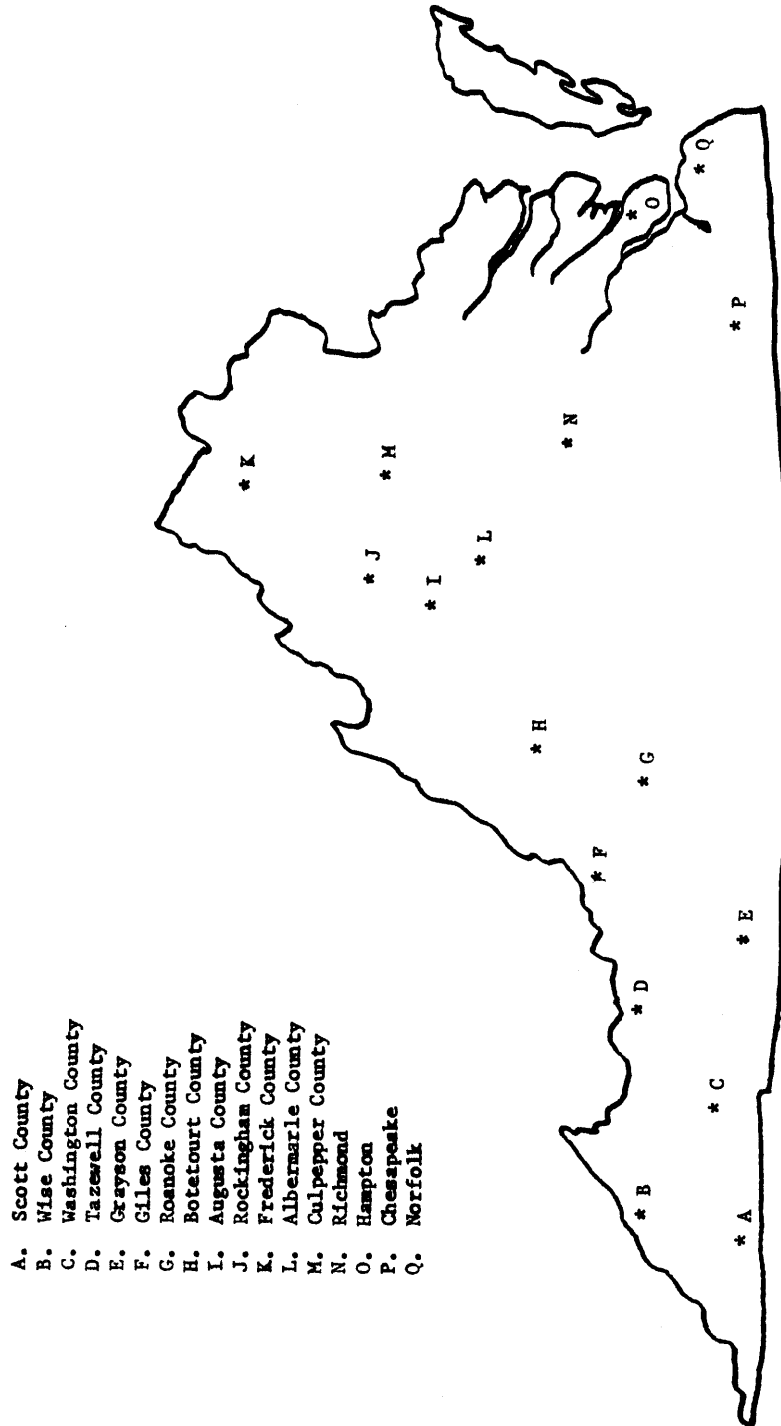 A. Scott County
B. Wise County
C. Washington County
D. Tazewell County
E. Grayson County
F. Giles County
G. Roanoke County
H. Botetourt County
I. Augusta County
J. Rockingham County
K. Frederick County
L. Albermarle County
M. Culpepper County
N. Richmond
O. Hampton
P. Chesapeake
Q. Norfolk
* K
* J
* M
* I
* L
* H
* N
* F
* G
* O
* D
* B
* Q
* C
* E
* P
* A